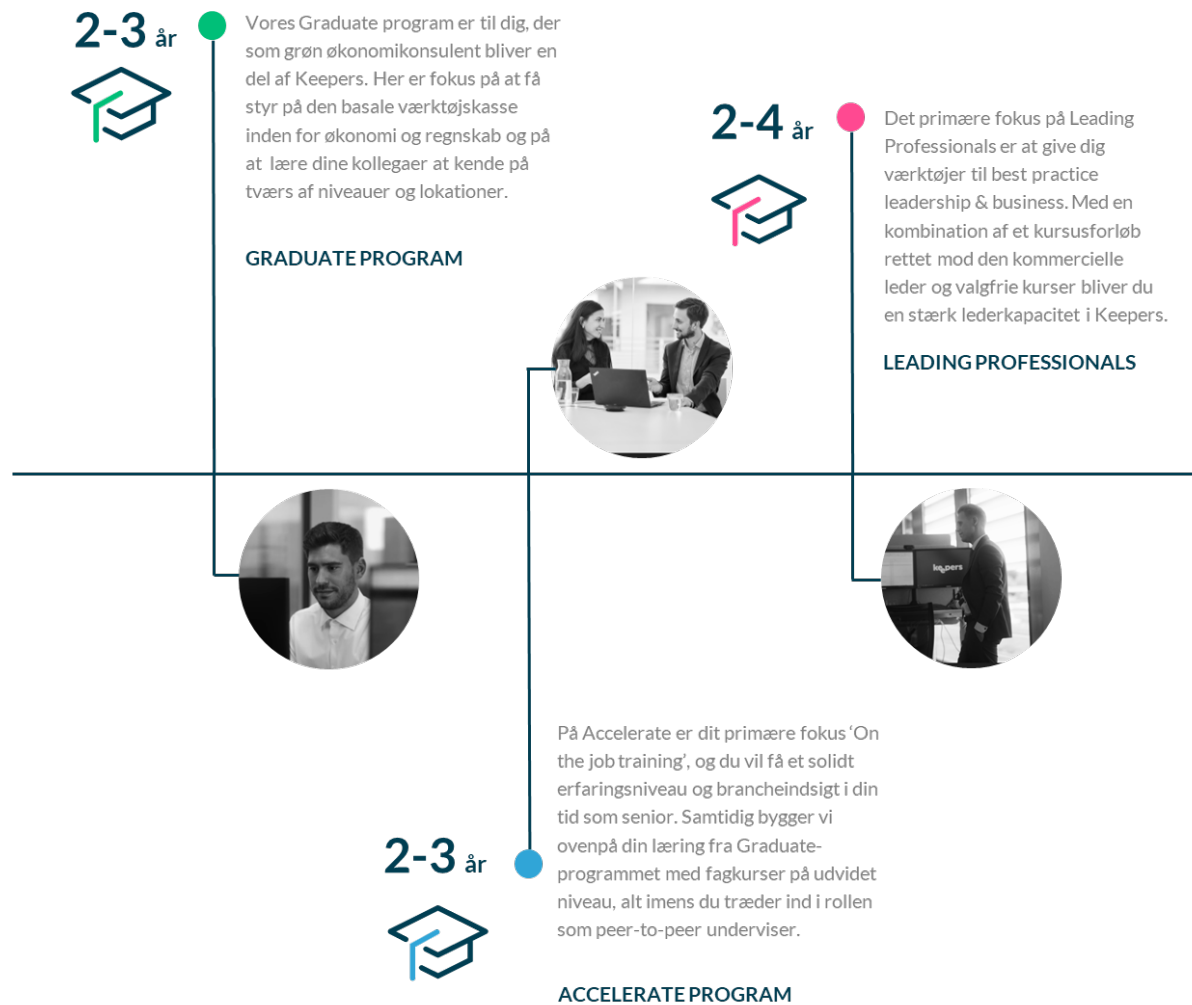 2-3 år
Vores Graduate program er til dig, der
som grøn økonomikonsulent bliver en
del af Keepers. Her er fokus på at få
styr på den basale værktøjskasse
inden for økonomi og regnskab og på
at lære dine kollegaer at kende på
tværs af niveauer og lokationer.
GRADUATE PROGRAM
2-4 år
Det primære fokus på Leading
Professionals er at give dig
værktøjer til best practice
leadership & business. Med en
kombination af et kursusforløb
rettet mod den kommercielle
leder og valgfrie kurser bliver du
en stærk lederkapacitet i Keepers.
LEADING PROFESSIONALS
keepers
På Accelerate er dit primære fokus ‘On
the job training’, og du vil få et solidt
erfaringsniveau og brancheindsigt i din
tid som senior. Samtidig bygger vi
ovenpå din læring fra Graduate-
programmet med fagkurser på udvidet
niveau, alt imens du træder ind i rollen
som peer-to-peer underviser.
2-3 år
ACCELERATE PROGRAM